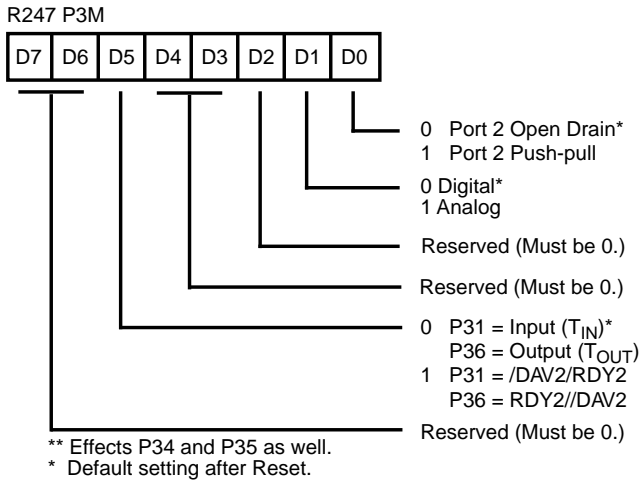 R247 P3M
D7 D6 D5 D4 D3 D2 D1 D0
0 Port 2 Open Drain*
1 Port 2 Push-pull
0 Digital*
1 Analog
Reserved (Must be 0.)
Reserved (Must be 0.)
0 P31 = Input (TIN)*
P36 = Output (TOUT)
1 P31 = /DAV2/RDY2
P36 = RDY2//DAV2
Reserved (Must be 0.)
** Effects P34 and P35 as well.
* Default setting after Reset.